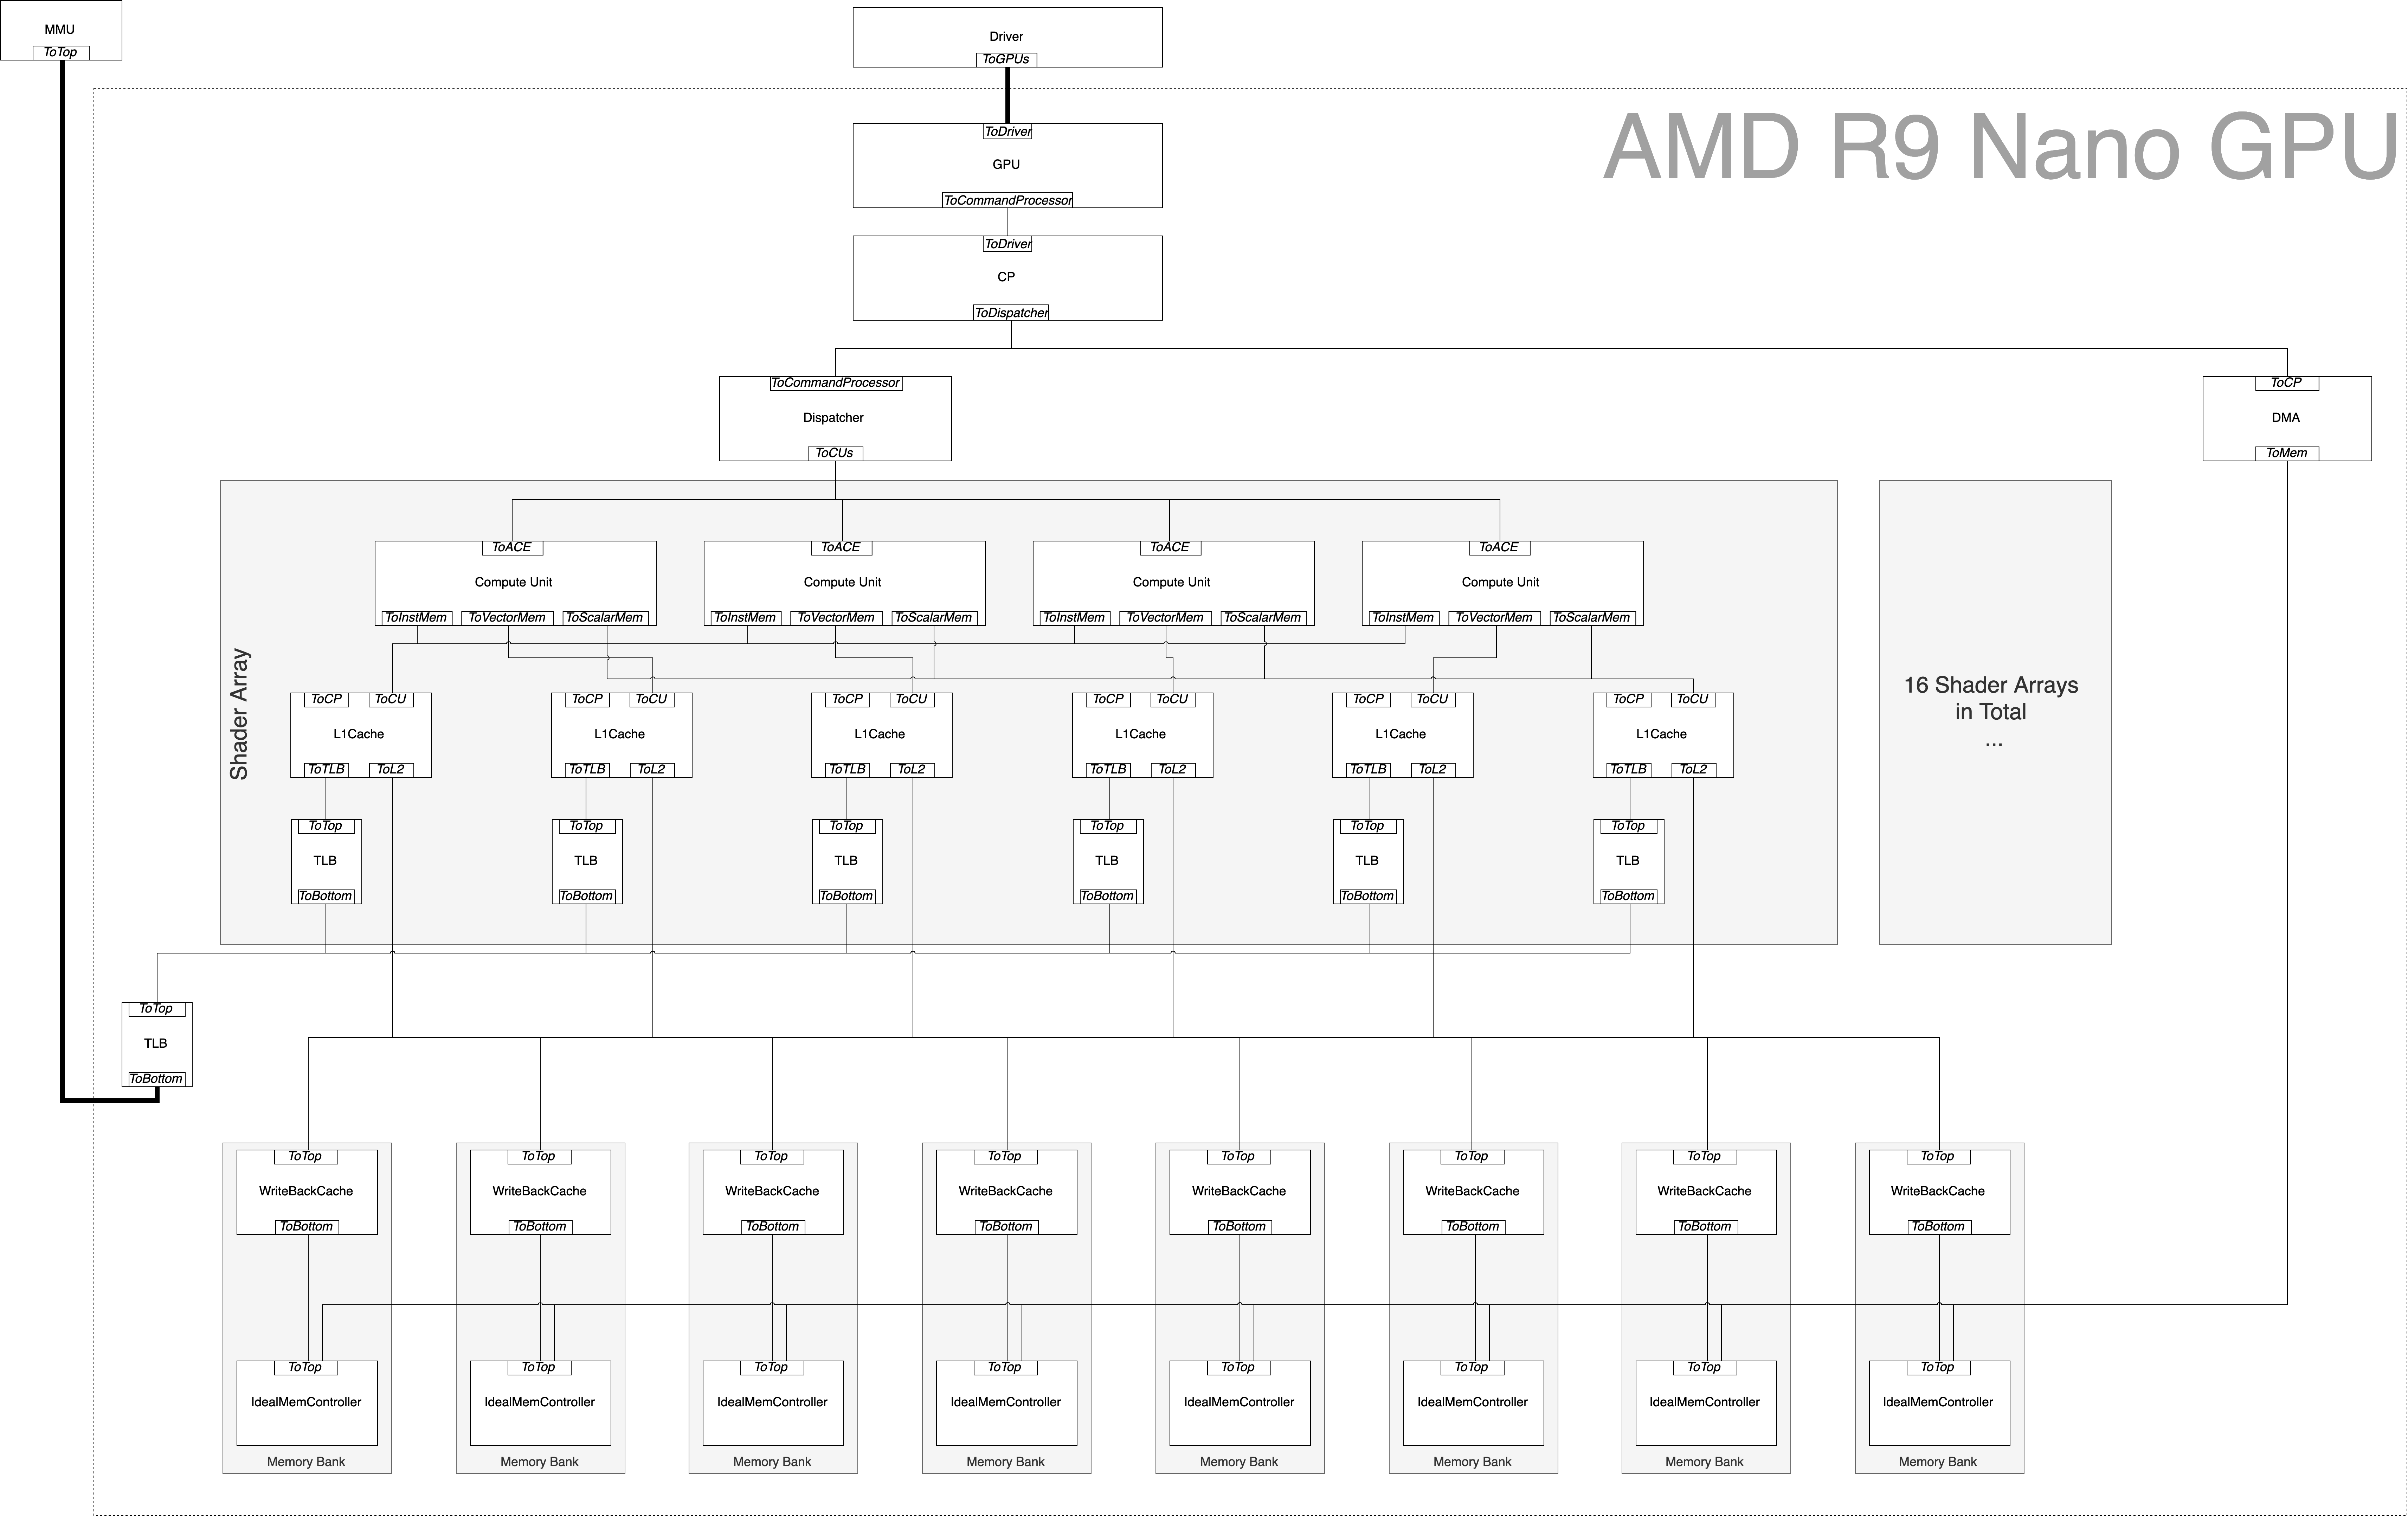 MMU
ToTop
Driver
ToGPUs
AMD R9 Nano GPU
ToDriver
GPU
ToCommandProcessor
ToDriver
CP
ToDispatcher
ToCommandProcessor
Dispatcher
ToCUs
ToCP
DMA
ToMem
Shader Array
ToACE
Compute Unit
ToInstMem
ToVectorMem
ToScalarMem
ToACE
Compute Unit
ToInstMem
ToVectorMem
ToScalarMem
ToACE
Compute Unit
ToInstMem
ToVectorMem
ToScalarMem
ToACE
Compute Unit
ToInstMem
ToVectorMem
ToScalarMem
16 Shader Arrays
in Total
...
ToCP
ToCU
L1Cache
ToTLB
ToL2
ToCP
ToCU
L1Cache
ToTLB
ToL2
ToCP
ToCU
L1Cache
ToTLB
ToL2
ToCP
ToCU
L1Cache
ToTLB
ToL2
ToCP
ToCU
L1Cache
ToTLB
ToL2
ToCP
ToCU
L1Cache
ToTLB
ToL2
ToTop
TLB
ToBottom
ToTop
TLB
ToBottom
ToTop
TLB
ToBottom
ToTop
TLB
ToBottom
ToTop
TLB
ToBottom
ToTop
TLB
ToBottom
ToTop
TLB
ToBottom
ToTop
WriteBackCache
ToBottom
ToTop
IdealMemController
Memory Bank
ToTop
WriteBackCache
ToBottom
ToTop
IdealMemController
Memory Bank
ToTop
WriteBackCache
ToBottom
ToTop
IdealMemController
Memory Bank
ToTop
WriteBackCache
ToBottom
ToTop
IdealMemController
Memory Bank
ToTop
WriteBackCache
ToBottom
ToTop
IdealMemController
Memory Bank
ToTop
WriteBackCache
ToBottom
ToTop
IdealMemController
Memory Bank
ToTop
WriteBackCache
ToBottom
ToTop
IdealMemController
Memory Bank
ToTop
WriteBackCache
ToBottom
ToTop
IdealMemController
Memory Bank